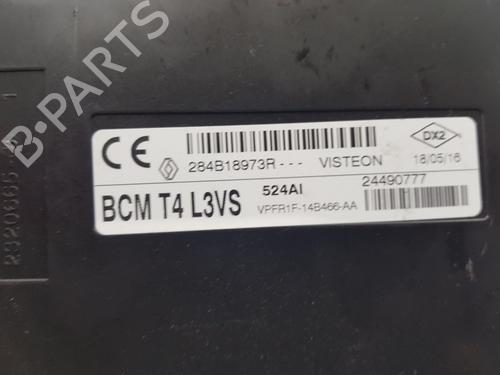 CE
284B18973R--- VISTEON
DX2
18/05/16
BCM T4 L3VS
524AI
24490777
VPFR1F-14B466-AA
B-PARTS